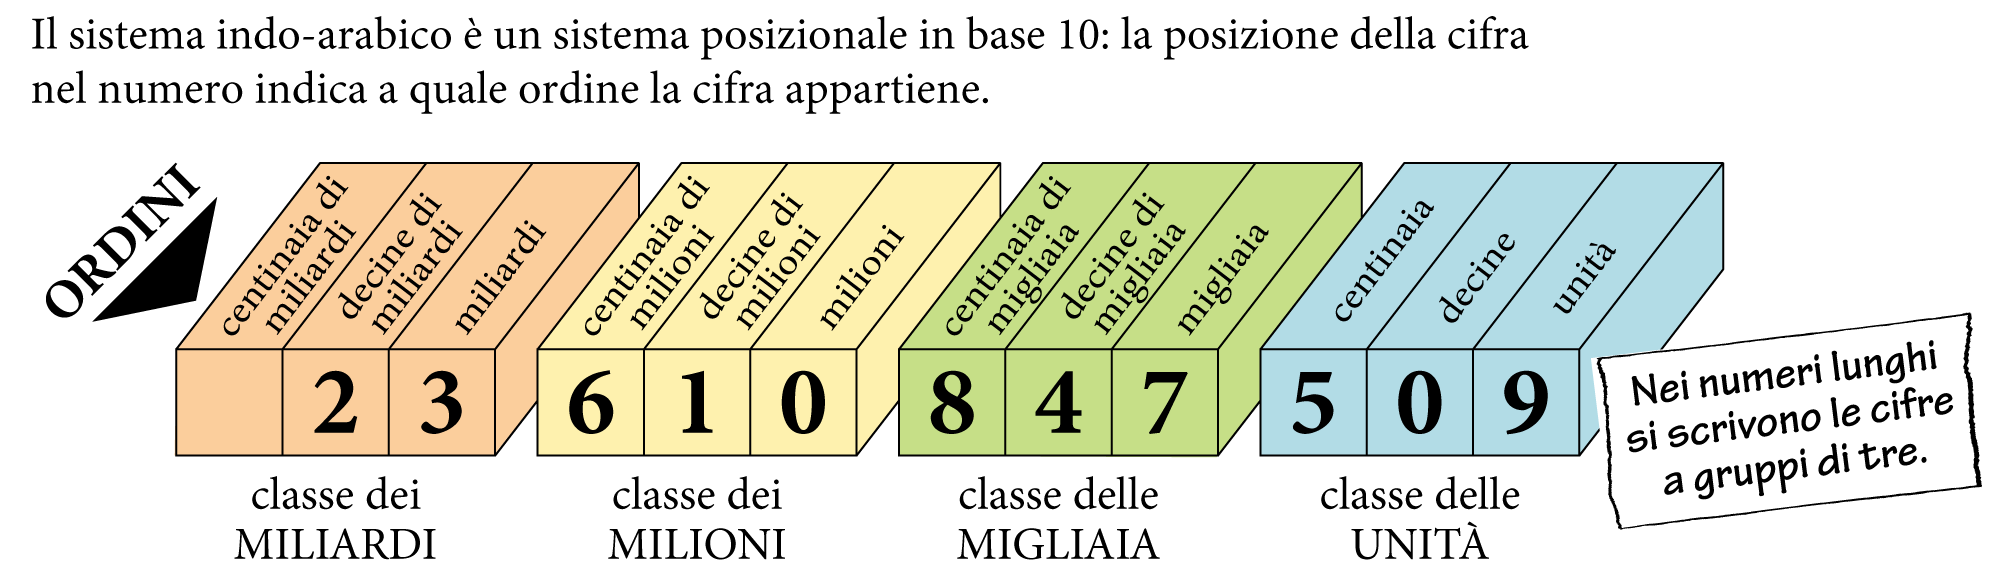 Il sistema indo-arabico è un sistema posizionale in base 10: la posizione della cifra
nel numero indica a quale ordine la cifra appartiene.
ORDINI
centinaia di
miliardi
decine di
miliardi
miliardi
centinaia di
milioni
decine di
milioni
milioni
centinaia di
migliaia
decine di
migliaia
migliaia
centinaia
decine
unità
2 3 6 1 0 8 4 7 5 0 9
classe dei
MILIARDI
classe dei
MILIONI
classe delle
MIGLIAIA
classe delle
UNITÀ
Nei numeri lunghi
si scrivono le cifre
a gruppi di tre.